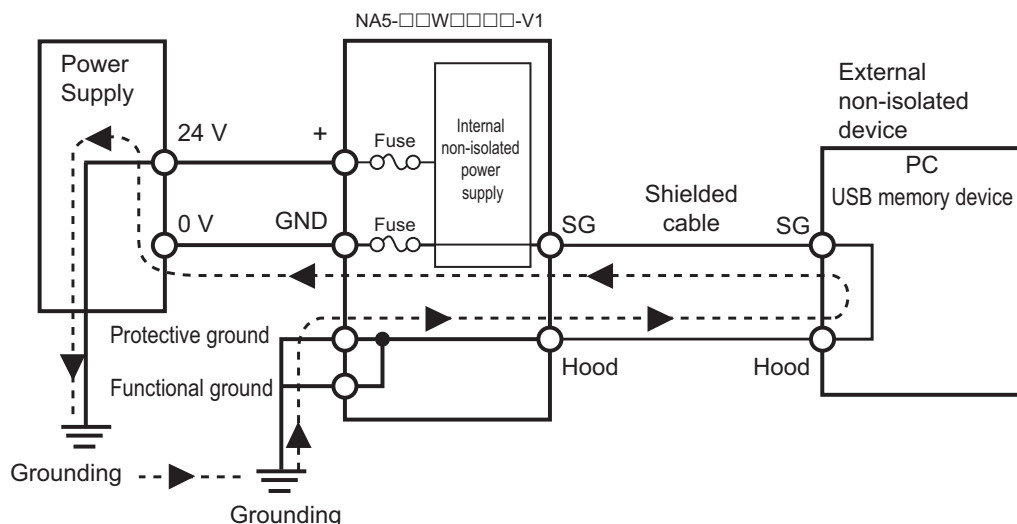 NA5-□□W□□□□-V1
Power
Supply
24 V
+
Fuse
Internal
non-isolated
power
supply
External
non-isolated
device
PC
USB memory device
0 V
GND
Fuse
SG
Shielded
cable
SG
Protective ground
Functional ground
Hood
Hood
Grounding
Grounding